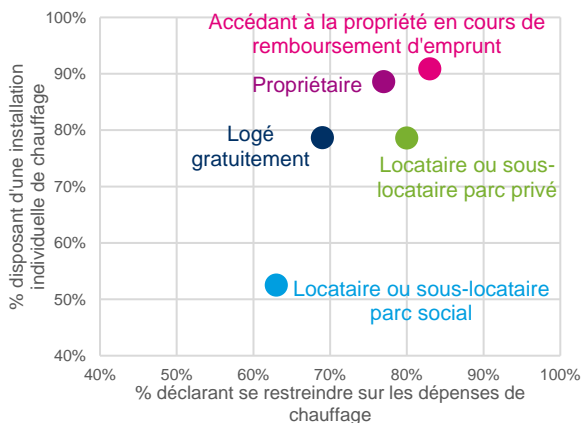 100%
90%
80%
70%
60%
50%
40%
% disposant d'une installation
individuelle de chauffage
Accédant à la propriété en cours de
remboursement d'emprunt
Propriétaire
Logé
gratuitement
Locataire ou sous-
locataire parc privé
Locataire ou sous-locataire
parc social
40% 50% 60% 70% 80% 90% 100%
% déclarant se restreindre sur les dépenses de
chauffage